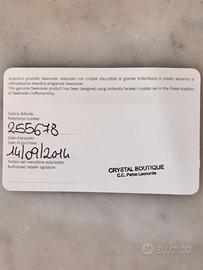 Autentico prodotto Swarovski realizzato con cristalli sfaccettati di grande brillantezza e creato secondo la
raffinatissima maestria artigianale Swarovski.
This genuine Swarovski product has been designed using brilliantly faceted crystals set in the finest tradition
of Swarovski craftsmanship.
Codice Articolo
Reference number
255678
Data d'acquisto
Date of purchase
14/09/2014
Timbro del rivenditore autorizzato
Authorised retailer signature
CRYSTAL BOUTIQUE
C.C. Parco Leonardo
Subito.it